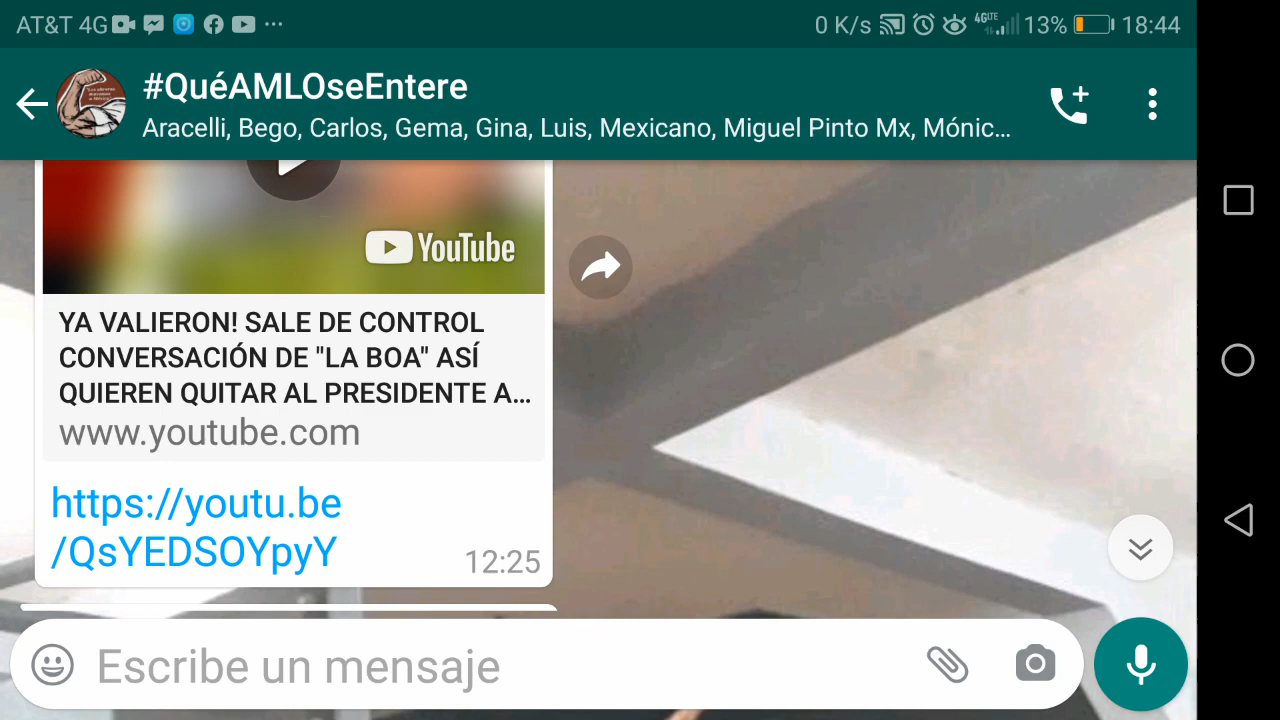 AT&T 4G ... 0 K/s 4G LTE 13% 18:44
#QuéAMLOseEntere
Aracelli, Bego, Carlos, Gema, Gina, Luis, Mexicano, Miguel Pinto Mx, Mónic...
YouTube
YA VALIERON! SALE DE CONTROL
CONVERSACIÓN DE "LA BOA" ASÍ
QUIEREN QUITAR AL PRESIDENTE A...
www.youtube.com
https://youtu.be
/QsYEDSOYpyY
12:25
Escribe un mensaje